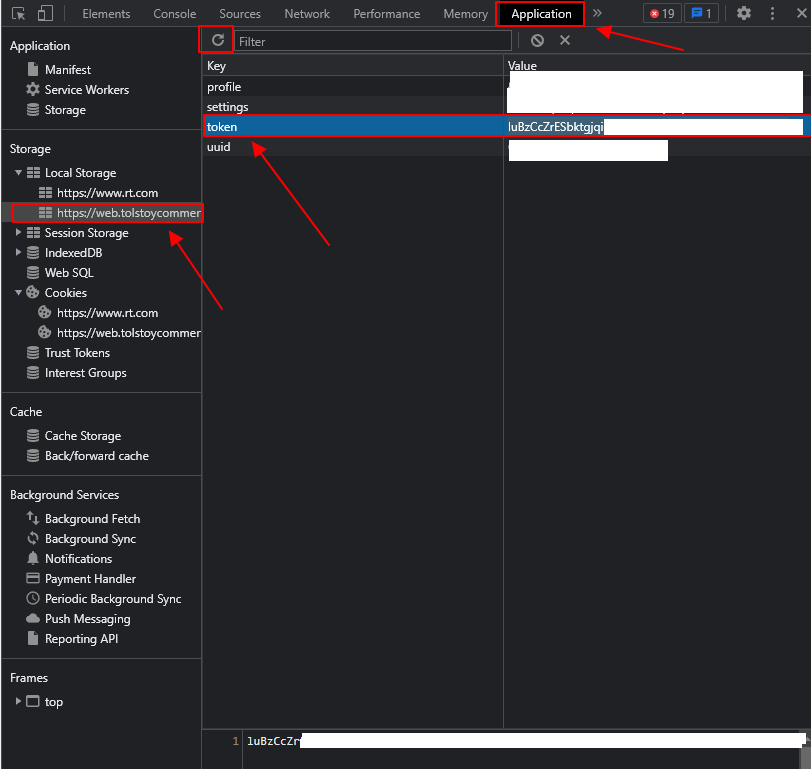 Elements Console Sources Network Performance Memory Application » 19 1
Application
Manifest
Service Workers
Storage
Storage
Local Storage
https://www.rt.com
https://web.tolstoycommer
Session Storage
IndexedDB
Web SQL
Cookies
https://www.rt.com
https://web.tolstoycommer
Trust Tokens
Interest Groups
Cache
Cache Storage
Back/forward cache
Background Services
Background Fetch
Background Sync
Notifications
Payment Handler
Periodic Background Sync
Push Messaging
Reporting API
Frames
top
Filter
Key Value
profile
settings
token luBzCcZrESbktgjqi
uuid
1 luBzCcZr